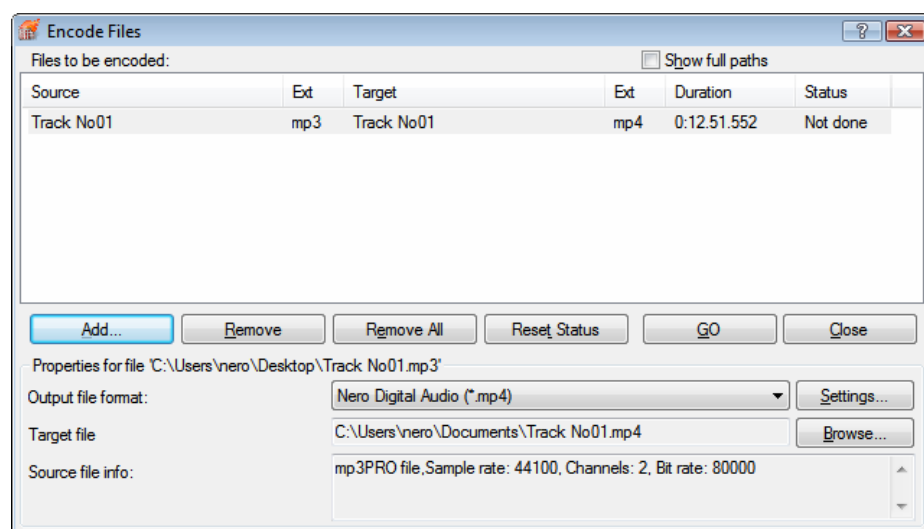 Encode Files
Files to be encoded: Show full paths
Source Ext Target Ext Duration Status
Track No01 mp3 Track No01 mp4 0:12.51.552 Not done
Add... Remove Remove All Reset Status GO Close
Properties for file 'C:\Users\nero\Desktop\Track No01.mp3'
Output file format: Nero Digital Audio (*.mp4) Settings...
Target file C:\Users\nero\Documents\Track No01.mp4 Browse...
Source file info: mp3PRO file,Sample rate: 44100, Channels: 2, Bit rate: 80000